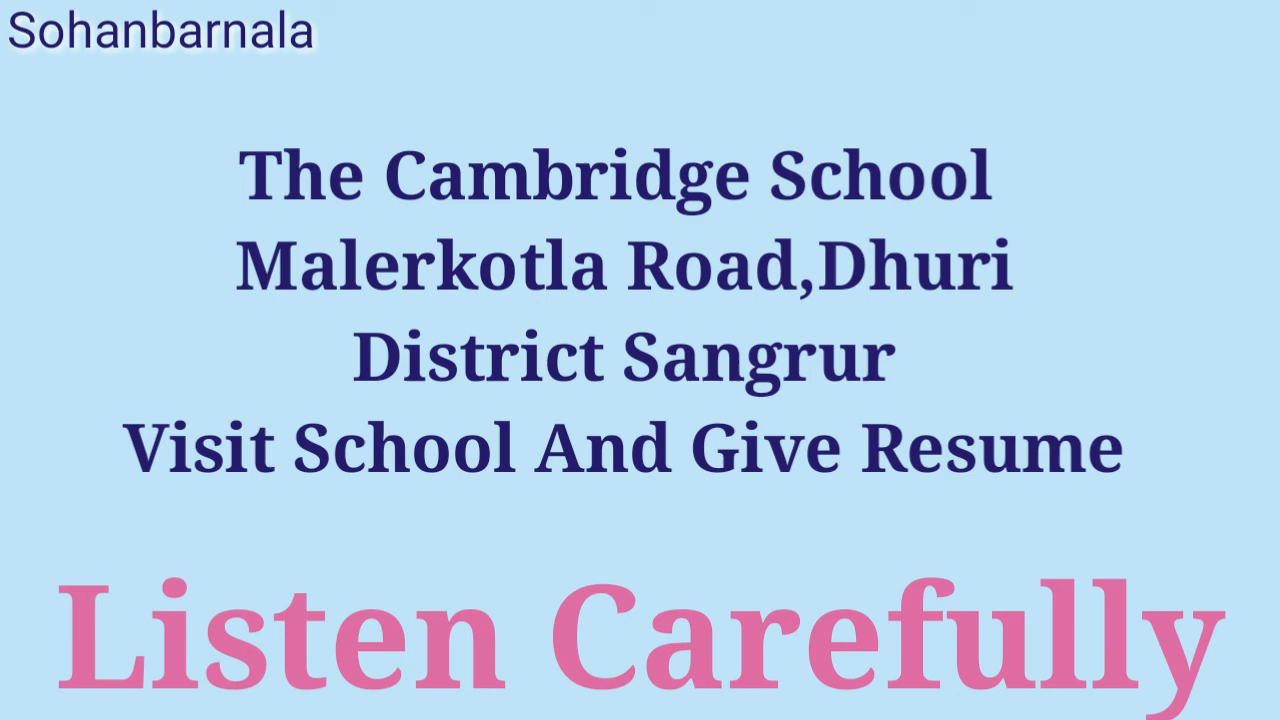 Sohanbarnala
The Cambridge School
Malerkotla Road,Dhuri
District Sangrur
Visit School And Give Resume
Listen Carefully